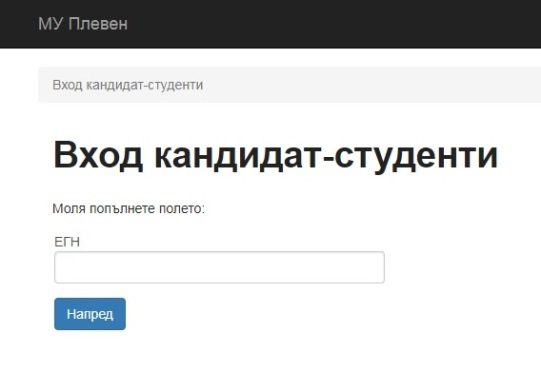 МУ Плевен
Вход кандидат-студенти
Вход кандидат-студенти
Моля попълнете полето:
ЕГН
Напред